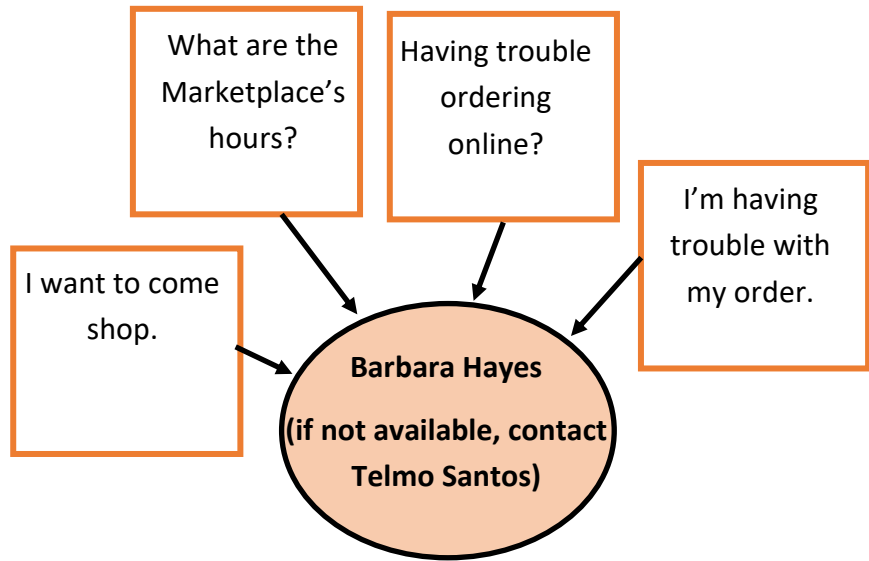 What are the
Marketplace’s
hours?
Having trouble
ordering
online?
I’m having
trouble with
my order.
I want to come
shop.
Barbara Hayes
(if not available, contact
Telmo Santos)